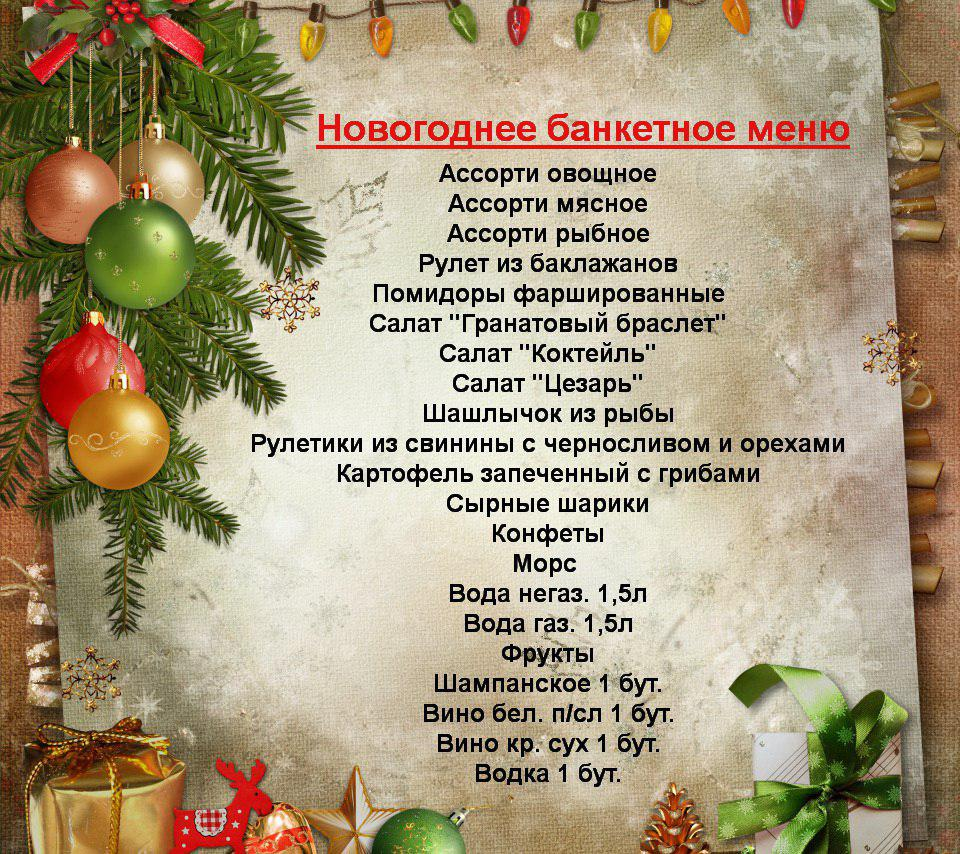 Новогоднее банкетное меню
Ассорти овощное
Ассорти мясное
Ассорти рыбное
Рулет из баклажанов
Помидоры фаршированные
Салат "Гранатовый браслет"
Салат "Коктейль"
Салат "Цезарь"
Шашлычок из рыбы
Рулетики из свинины с черносливом и орехами
Картофель запеченный с грибами
Сырные шарики
Конфеты
Морс
Вода негаз. 1,5л
Вода газ. 1,5л
Фрукты
Шампанское 1 бут.
Вино бел. п/сл 1 бут.
Вино кр. сух 1 бут.
Водка 1 бут.